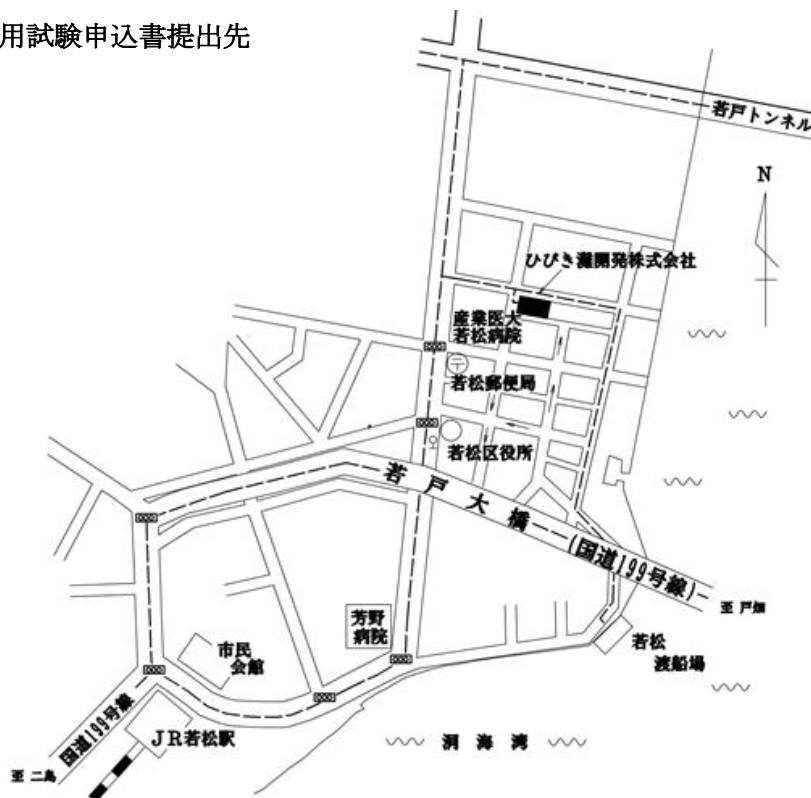 用試験申込書提出先
若戸トンネル
N
ひびき灘開発株式会社
産業医大
若松病院
〒
若松郵便局
若松区役所
若戸大橋
(国道199号線)
至 戸畑
芳野
病院
市民
会館
若松
渡船場
国道199号線
JR若松駅
洞海湾
至 二島